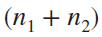 (n₁ + n₂)